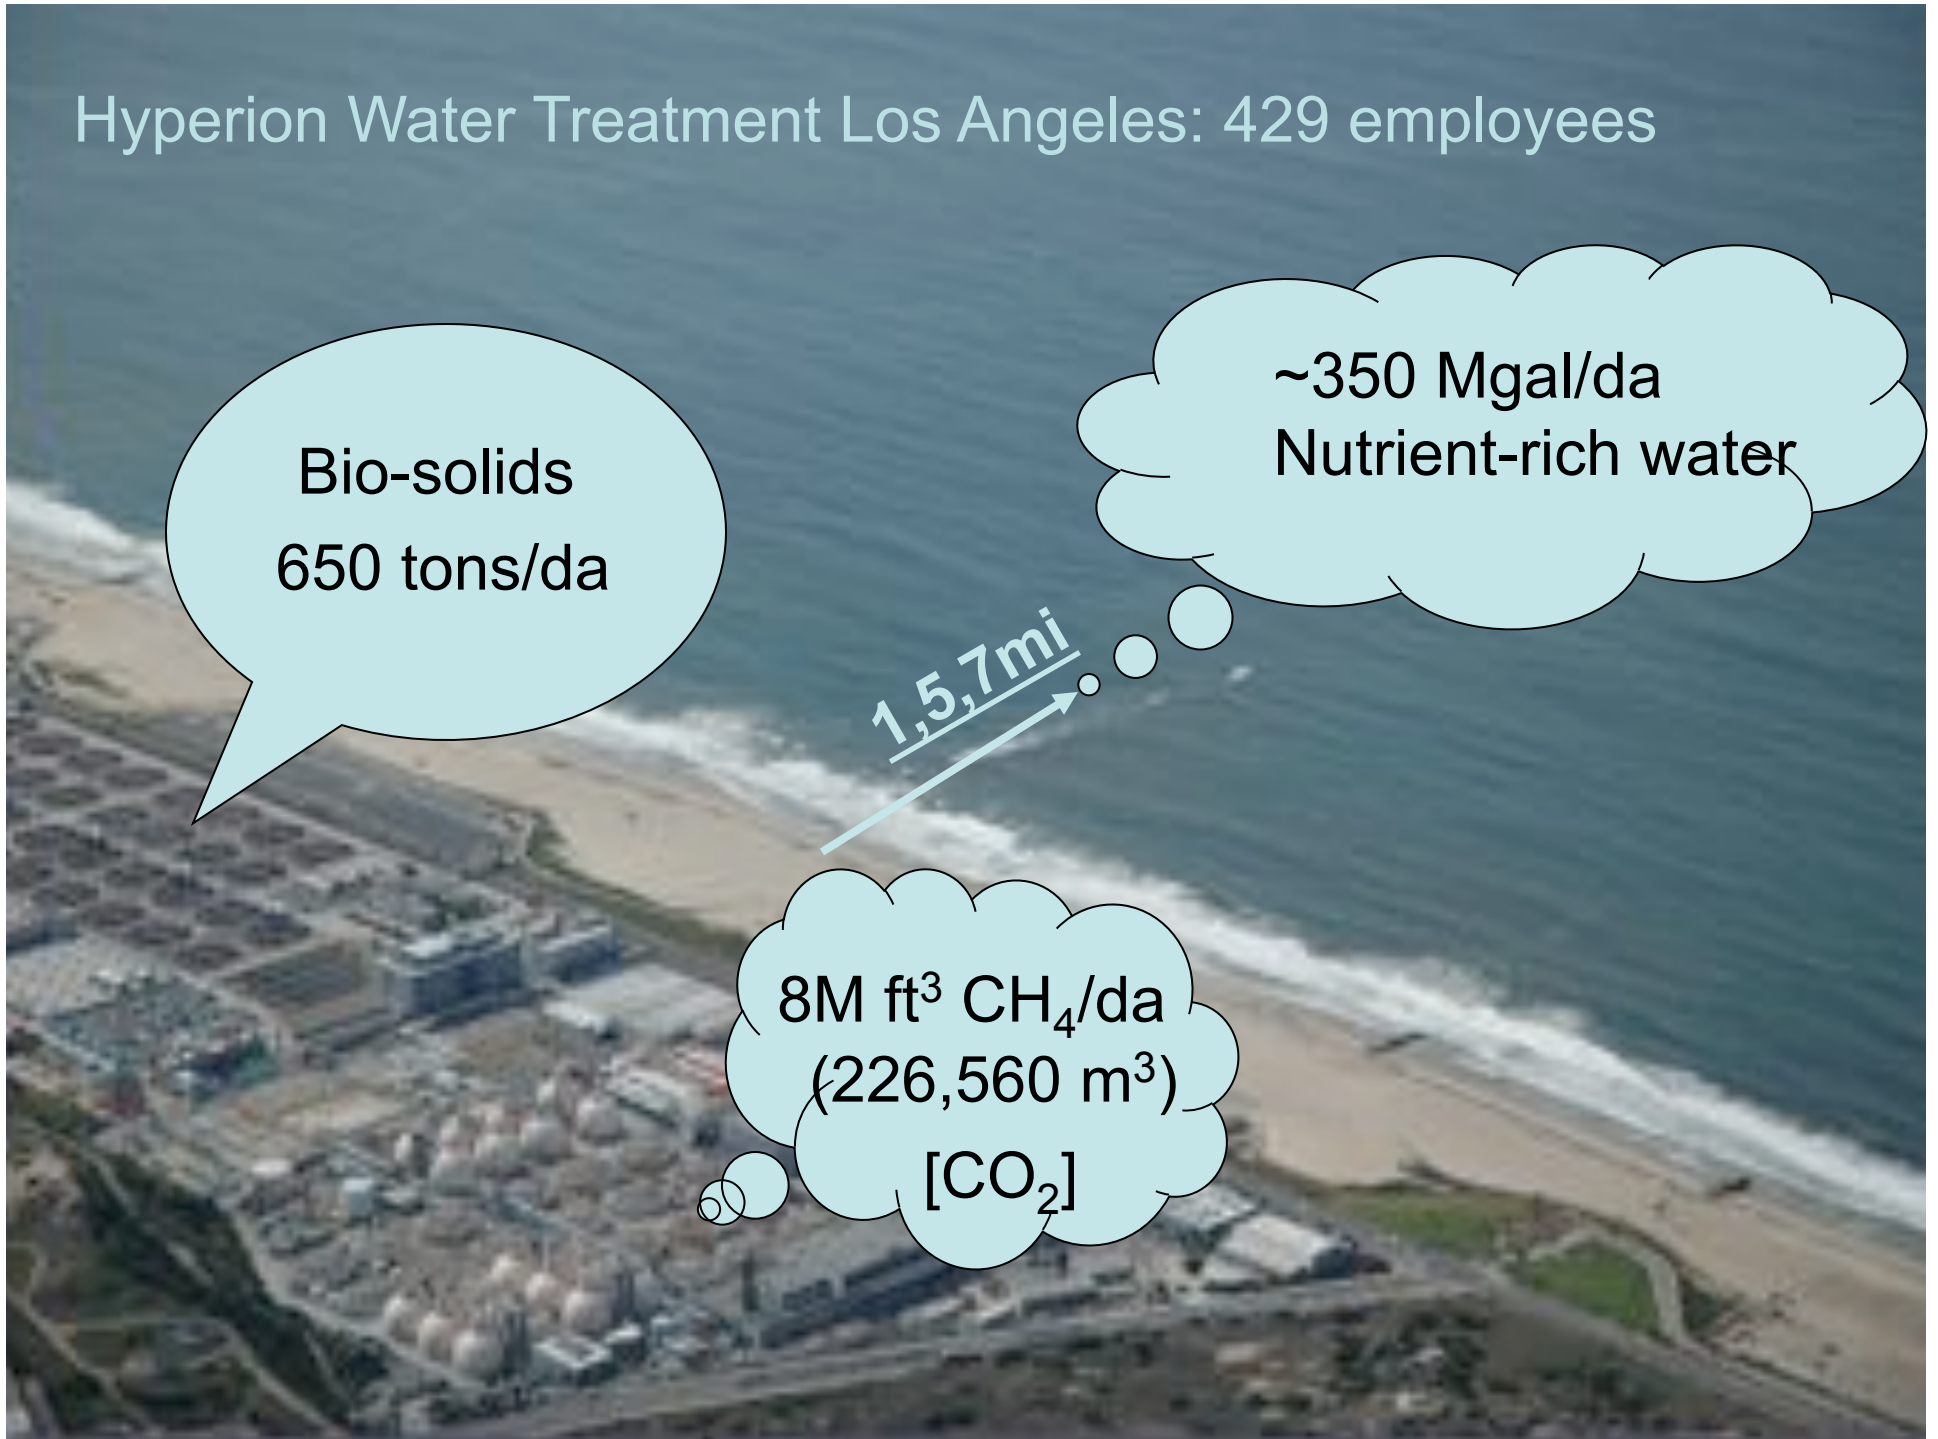 Hyperion Water Treatment Los Angeles: 429 employees
~350 Mgal/da
Nutrient-rich water
Bio-solids
650 tons/da
1,5,7mi
8M ft³ CH₄/da
(226,560 m³)
[CO₂]